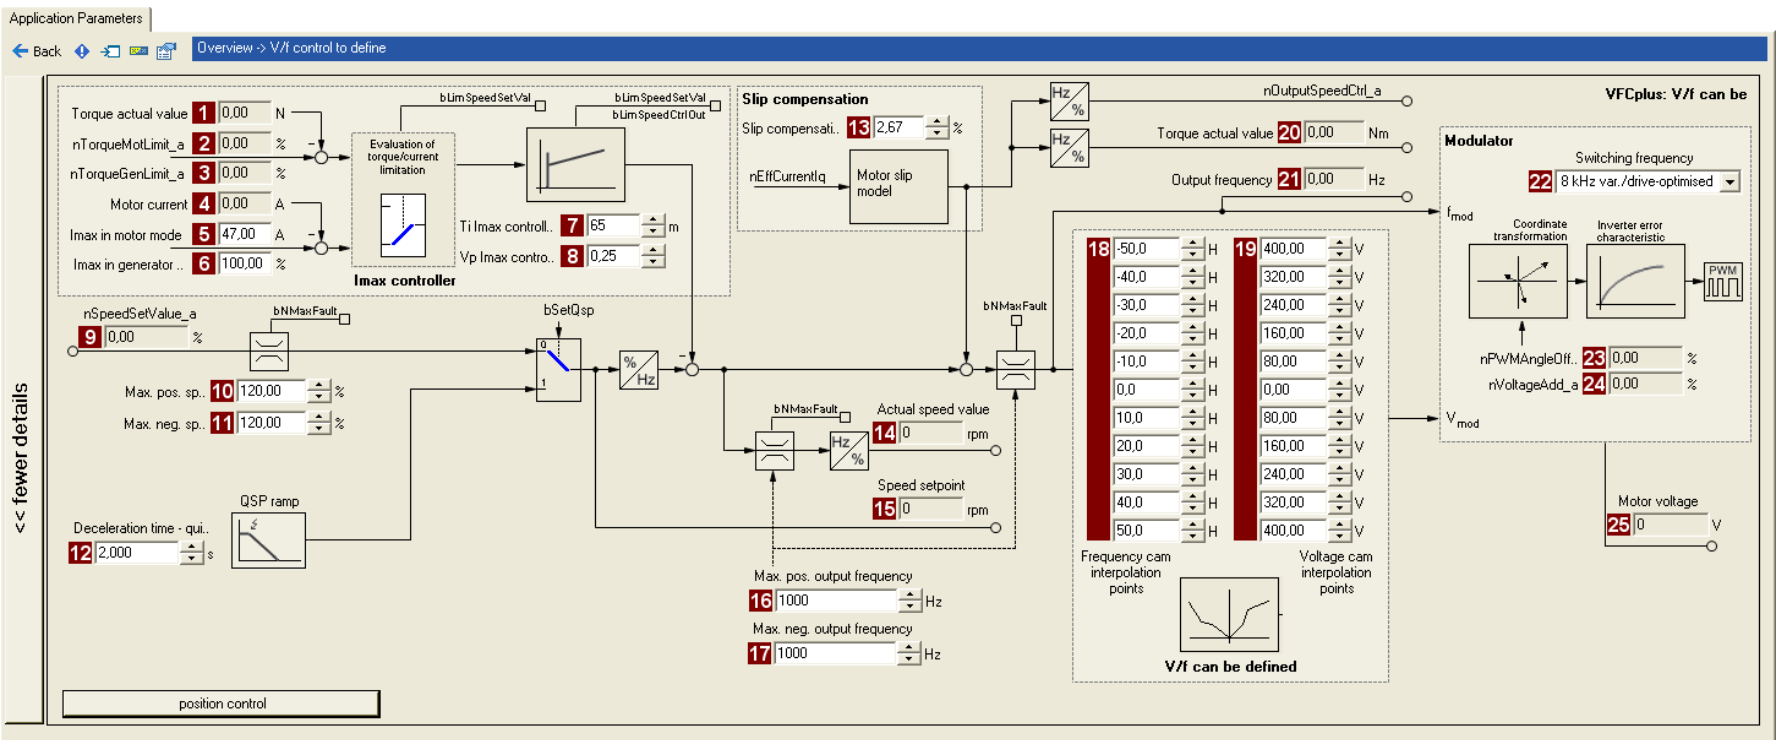 Application Parameters
Back
Overview -> V/f control to define
<< fewer details
Torque actual value 1 0,00 N
nTorqueMotLimit_a 2 0,00 %
nTorqueGenLimit_a 3 0,00 %
Motor current 4 0,00 A
Imax in motor mode 5 47,00 A
Imax in generator .. 6 100,00 %
bLimSpeedSetVal
Evaluation of
torque/current
limitation
bLimSpeedSetVal
bLimSpeedCtrlOut
Ti Imax controll.. 7 65 m
Vp Imax contro.. 8 0,25
Imax controller
Slip compensation
Slip compensati.. 13 2,67 %
nEffCurrentIq
Motor slip
model
Hz
%
nOutputSpeedCtrl_a
Hz
%
Torque actual value 20 0,00 Nm
Output frequency 21 0,00 Hz
VFCplus: V/f can be
Modulator
Switching frequency
22 8 kHz var./drive-optimised
fmod
Coordinate
transformation
Inverter error
characteristic
PWM
nPWMAngleOff.. 23 0,00 %
nVoltageAdd_a 24 0,00 %
Vmod
Motor voltage
25 0 V
nSpeedSetValue_a
9 0,00 %
bNMaxFault
Max. pos. sp.. 10 120,00 %
Max. neg. sp.. 11 120,00 %
bSetQsp
0
1
%
Hz
QSP ramp
Deceleration time - qui..
12 2,000 s
bNMaxFault
bNMaxFault
Hz
%
Actual speed value
14 0 rpm
Speed setpoint
15 0 rpm
Max. pos. output frequency
16 1000 Hz
Max. neg. output frequency
17 1000 Hz
18 -50,0 H 19 400,00 V
-40,0 H 320,00 V
-30,0 H 240,00 V
-20,0 H 160,00 V
-10,0 H 80,00 V
0,0 H 0,00 V
10,0 H 80,00 V
20,0 H 160,00 V
30,0 H 240,00 V
40,0 H 320,00 V
50,0 H 400,00 V
Frequency cam
interpolation
points
Voltage cam
interpolation
points
V/f can be defined
position control